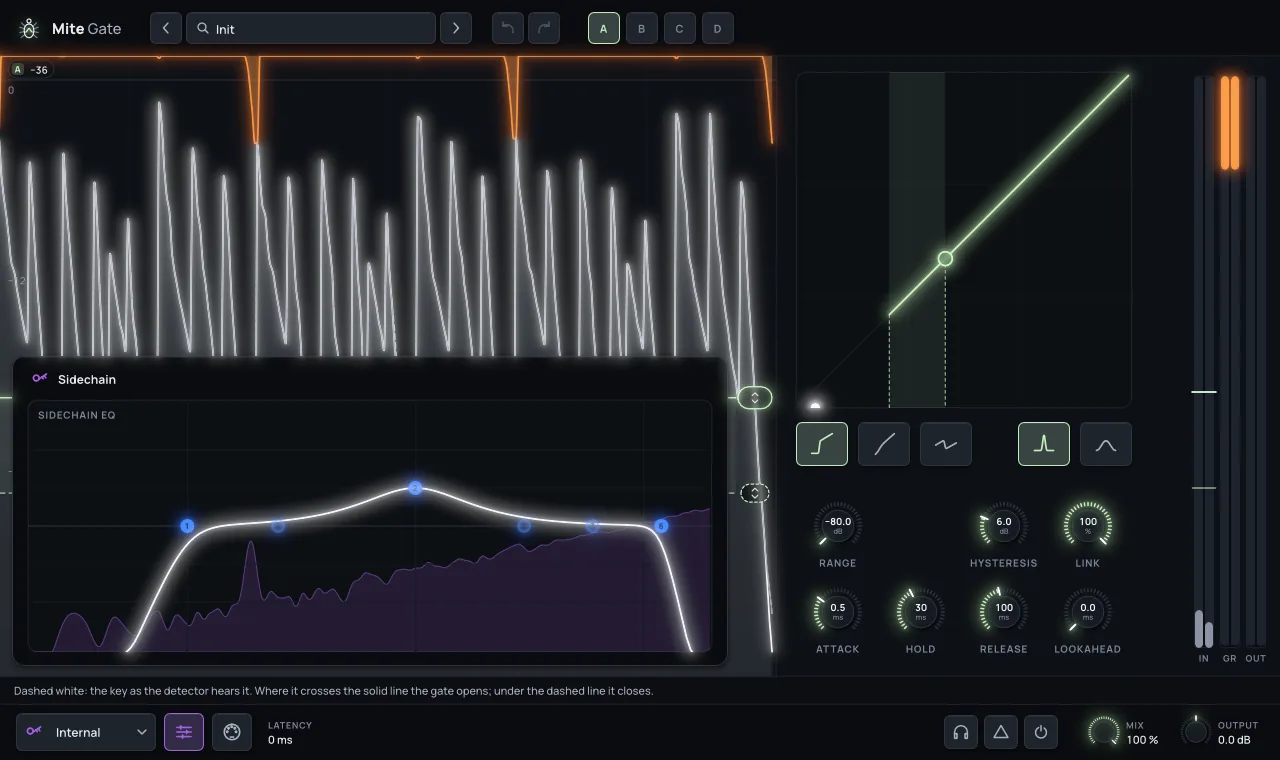 Mite Gate
Init
A
B
C
D
A -36
0
Sidechain
SIDECHAIN EQ
1
2
6
-80.0
dB
RANGE
6.0
dB
HYSTERESIS
100
%
LINK
0.5
ms
ATTACK
30
ms
HOLD
100
ms
RELEASE
0.0
ms
LOOKAHEAD
IN
GR
OUT
Dashed white: the key as the detector hears it. Where it crosses the solid line the gate opens; under the dashed line it closes.
Internal
LATENCY
0 ms
MIX
100 %
OUTPUT
0.0 dB